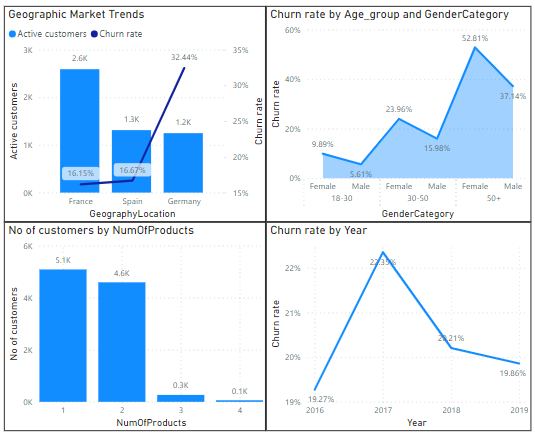 Geographic Market Trends
Active customers Churn rate
3K
2K
1K
0K
35%
30%
25%
20%
15%
2.6K
1.3K
1.2K
32.44%
16.15%
16.67%
France Spain Germany
GeographyLocation
Active customers
Churn rate
Churn rate by Age_group and GenderCategory
60%
40%
20%
0%
9.89%
5.61%
23.96%
15.98%
52.81%
37.14%
Female Male Female Male Female Male
18-30 30-50 50+
GenderCategory
Churn rate
No of customers by NumOfProducts
6K
4K
2K
0K
5.1K
4.6K
0.3K
0.1K
1 2 3 4
NumOfProducts
No of customers
Churn rate by Year
22%
21%
20%
19%
19.27%
22.35%
20.21%
19.86%
2016 2017 2018 2019
Year
Churn rate